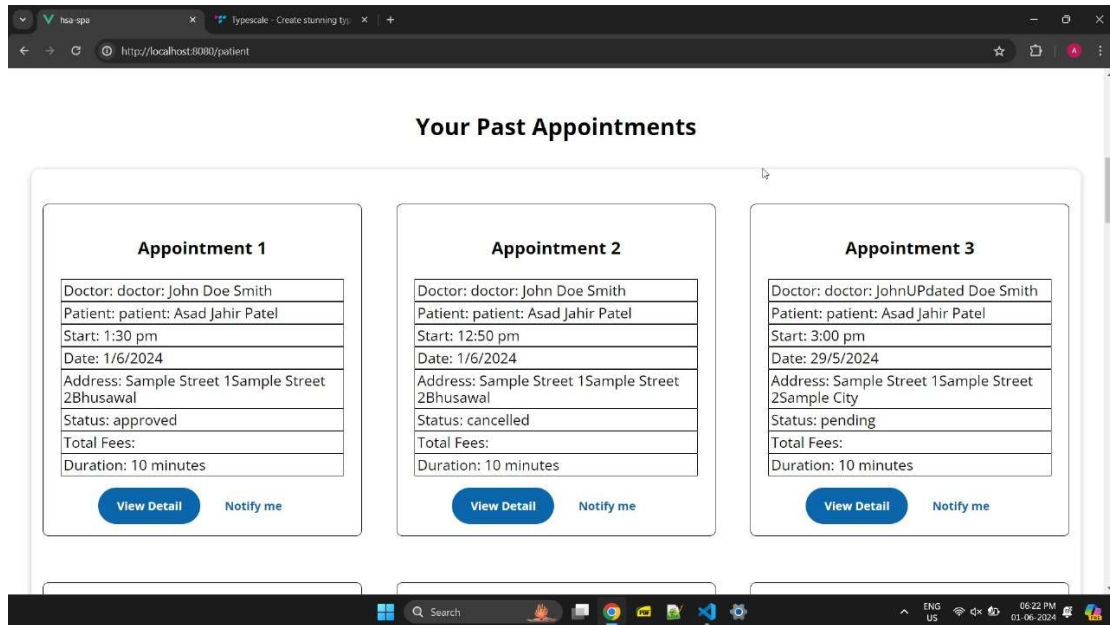 hsa-spa
Typescale - Create stunning typ
http://localhost:8080/patient
A
Your Past Appointments
Appointment 1
Doctor: doctor: John Doe Smith
Patient: patient: Asad Jahir Patel
Start: 1:30 pm
Date: 1/6/2024
Address: Sample Street 1Sample Street
2Bhusawal
Status: approved
Total Fees:
Duration: 10 minutes
View Detail Notify me
Appointment 2
Doctor: doctor: John Doe Smith
Patient: patient: Asad Jahir Patel
Start: 12:50 pm
Date: 1/6/2024
Address: Sample Street 1Sample Street
2Bhusawal
Status: cancelled
Total Fees:
Duration: 10 minutes
View Detail Notify me
Appointment 3
Doctor: doctor: JohnUPdated Doe Smith
Patient: patient: Asad Jahir Patel
Start: 3:00 pm
Date: 29/5/2024
Address: Sample Street 1Sample Street
2Sample City
Status: pending
Total Fees:
Duration: 10 minutes
View Detail Notify me
Search
ENG
US
06:22 PM
01-06-2024